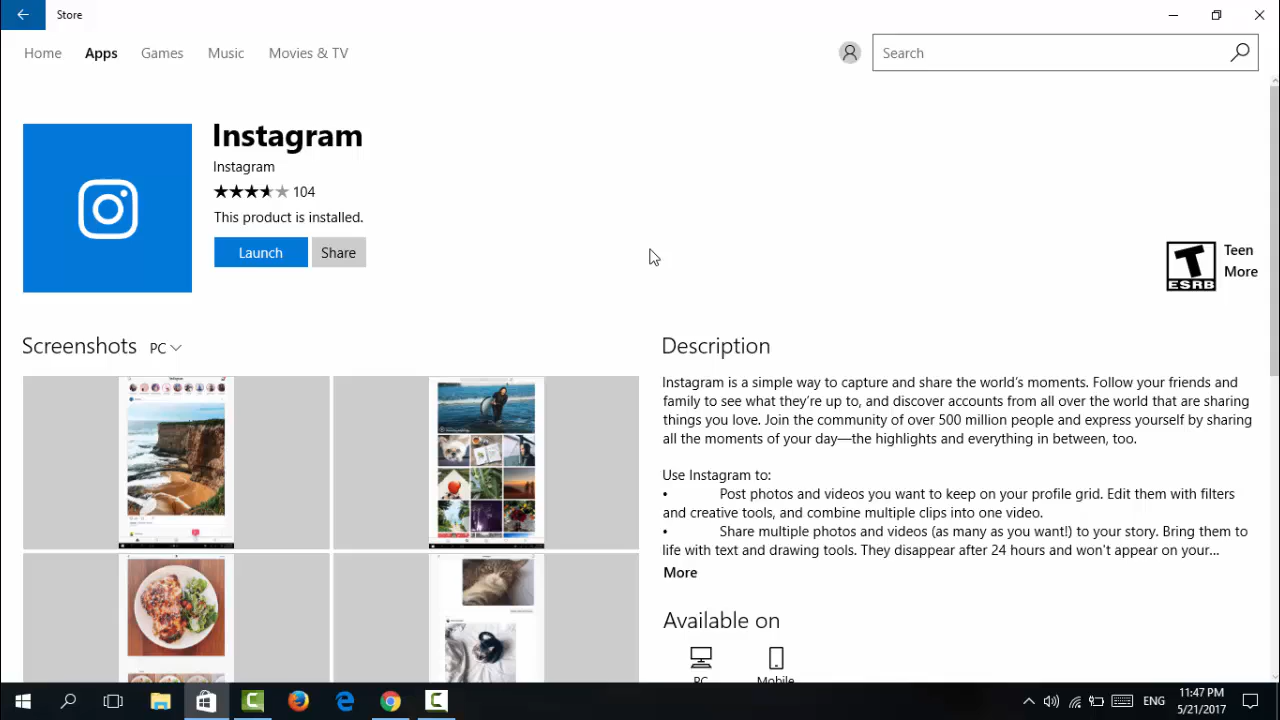 Store
Home Apps Games Music Movies & TV
Search
Instagram
Instagram
104
This product is installed.
Launch Share
T
ESRB
Teen
More
Screenshots PC
Description
Instagram is a simple way to capture and share the world's moments. Follow your friends and
family to see what they're up to, and discover accounts from all over the world that are sharing
things you love. Join the community of over 500 million people and express yourself by sharing
all the moments of your day—the highlights and everything in between, too.
Use Instagram to:
• Post photos and videos you want to keep on your profile grid. Edit them with filters
and creative tools, and combine multiple clips into one video.
• Share multiple photos and videos (as many as you want!) to your story. Bring them to
life with text and drawing tools. They disappear after 24 hours and won't appear on your...
More
Available on
PC Mobile
ENG
11:47 PM
5/21/2017